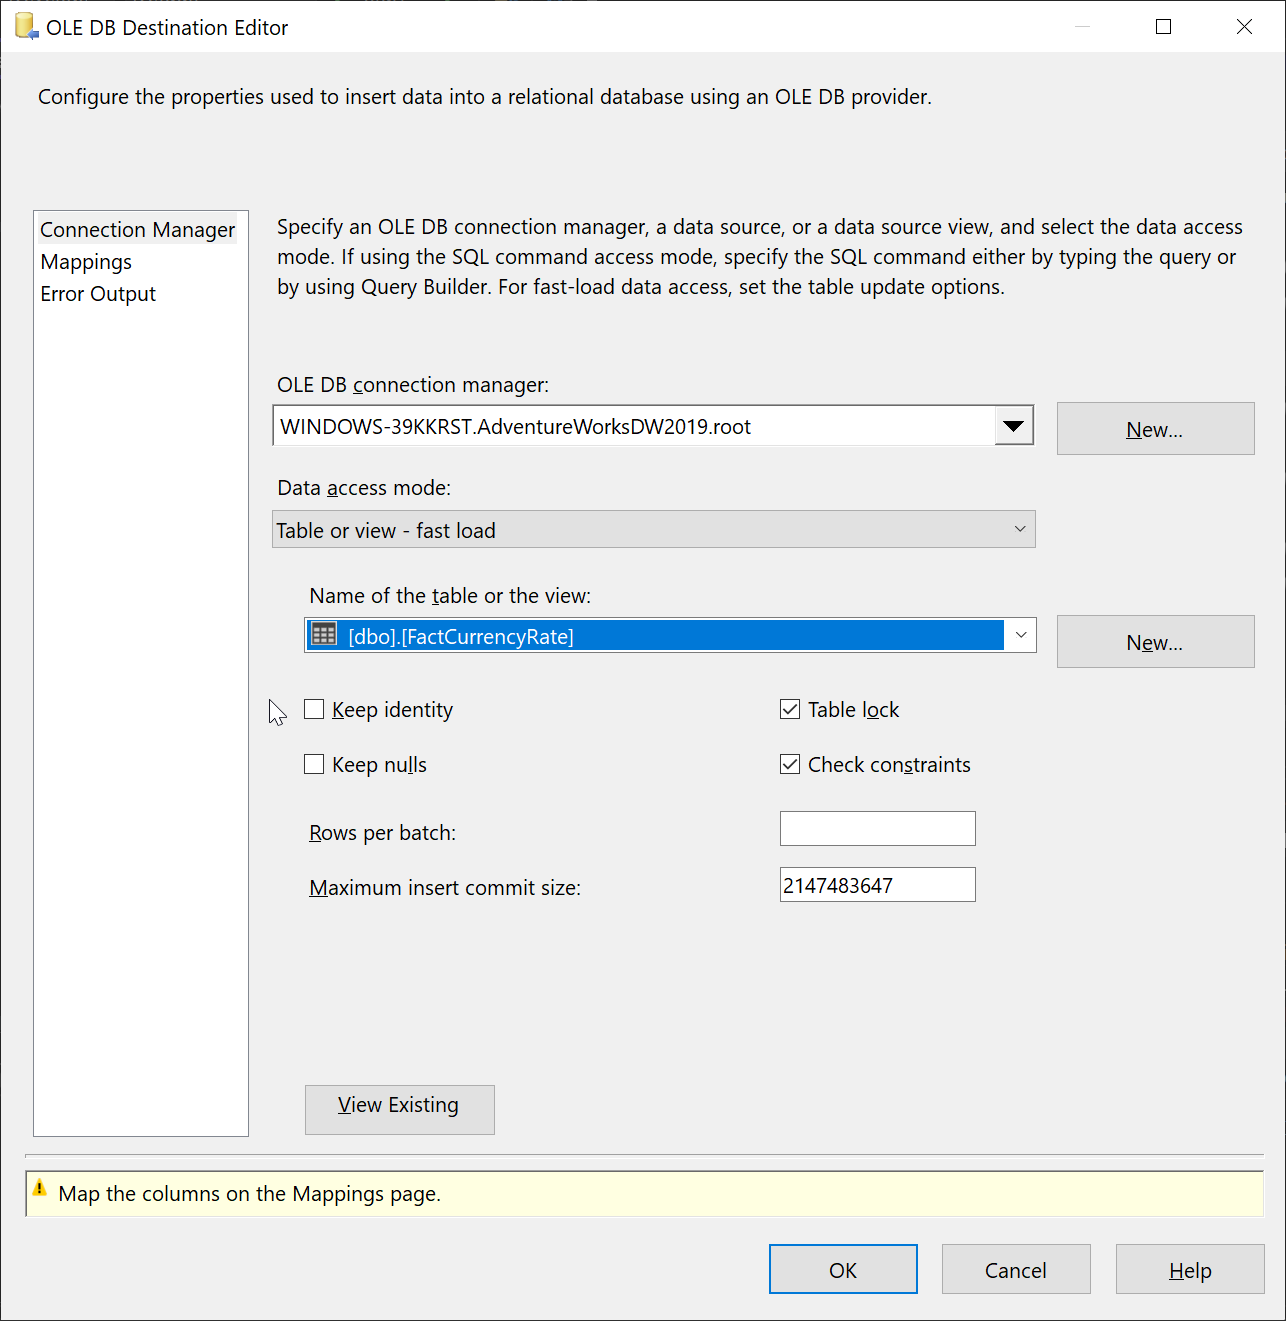 OLE DB Destination Editor
Configure the properties used to insert data into a relational database using an OLE DB provider.
Connection Manager
Mappings
Error Output
Specify an OLE DB connection manager, a data source, or a data source view, and select the data access
mode. If using the SQL command access mode, specify the SQL command either by typing the query or
by using Query Builder. For fast-load data access, set the table update options.
OLE DB connection manager:
WINDOWS-39KKRST.AdventureWorksDW2019.root
New...
Data access mode:
Table or view - fast load
Name of the table or the view:
[dbo].[FactCurrencyRate]
New...
Keep identity
Table lock
Keep nulls
Check constraints
Rows per batch:
Maximum insert commit size:
2147483647
View Existing
Map the columns on the Mappings page.
OK
Cancel
Help